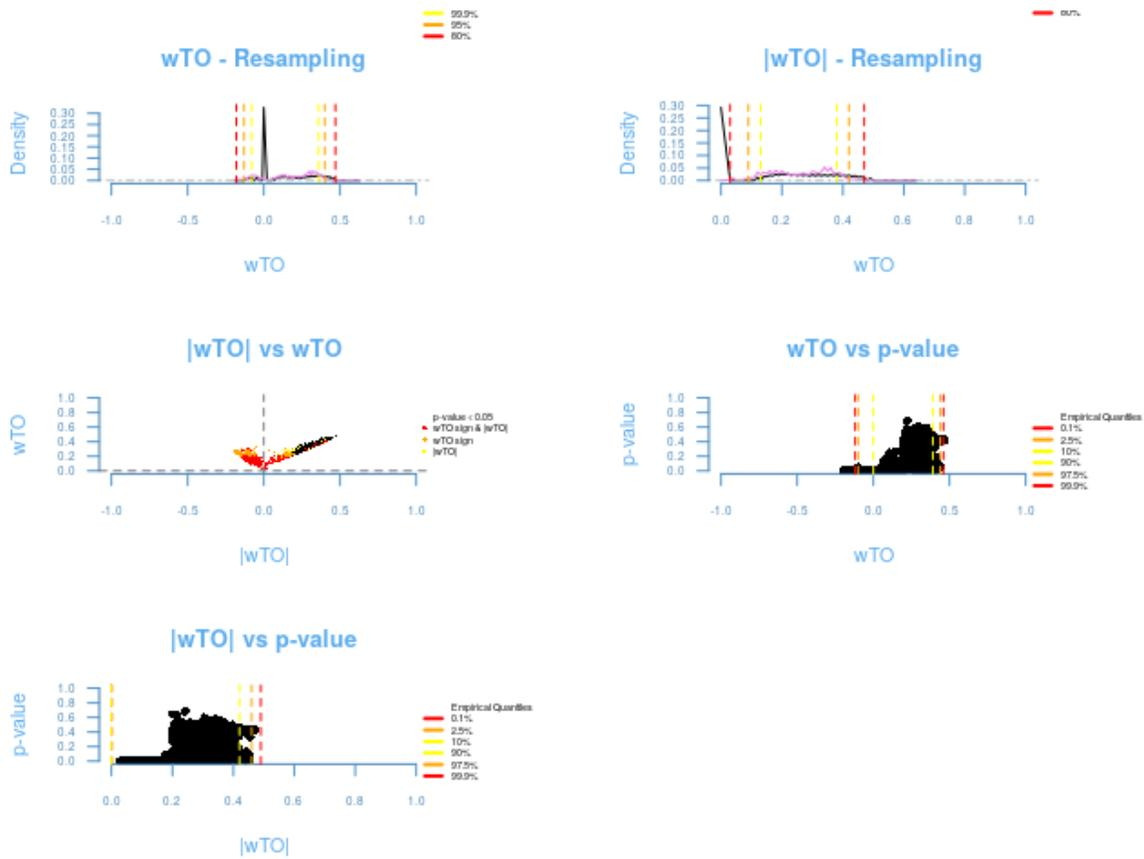 99.9%
95%
80%
80%
wTO - Resampling
|wTO| - Resampling
Density
0.30
0.25
0.20
0.15
0.10
0.05
0.00
-1.0 -0.5 0.0 0.5 1.0
wTO
Density
0.30
0.25
0.20
0.15
0.10
0.05
0.00
0.0 0.2 0.4 0.6 0.8 1.0
wTO
|wTO| vs wTO
wTO
1.0
0.8
0.6
0.4
0.2
0.0
p-value < 0.05
wTO sign & |wTO|
wTO sign
|wTO|
-1.0 -0.5 0.0 0.5 1.0
|wTO|
wTO vs p-value
p-value
1.0
0.8
0.6
0.4
0.2
0.0
Empirical Quantiles
0.1%
2.5%
10%
90%
97.5%
99.9%
-1.0 -0.5 0.0 0.5 1.0
wTO
|wTO| vs p-value
p-value
1.0
0.8
0.6
0.4
0.2
0.0
Empirical Quantiles
0.1%
2.5%
10%
90%
97.5%
99.9%
0.0 0.2 0.4 0.6 0.8 1.0
|wTO|